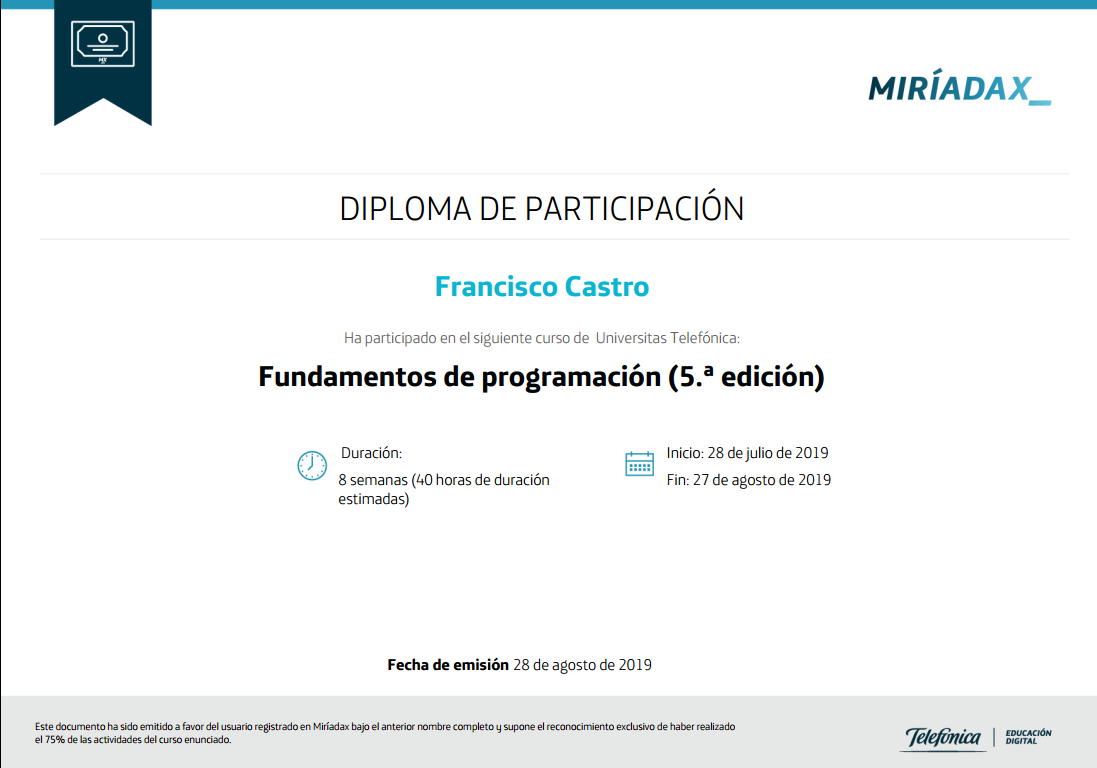 MX
MIRÍADAX_
DIPLOMA DE PARTICIPACIÓN
Francisco Castro
Ha participado en el siguiente curso de Universitas Telefónica:
Fundamentos de programación (5.ª edición)
Duración:
8 semanas (40 horas de duración
estimadas)
Inicio: 28 de julio de 2019
Fin: 27 de agosto de 2019
Fecha de emisión 28 de agosto de 2019
Este documento ha sido emitido a favor del usuario registrado en Miríadax bajo el anterior nombre completo y supone el reconocimiento exclusivo de haber realizado
el 75% de las actividades del curso enunciado.
Telefónica
EDUCACIÓN
DIGITAL